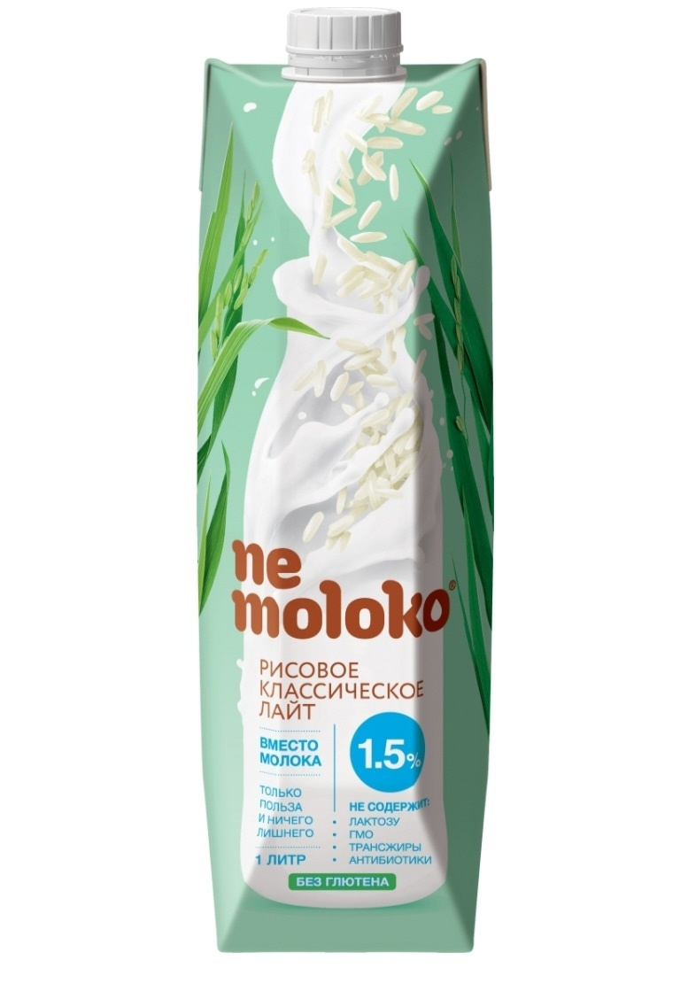 ne
moloko®
РИСОВОЕ
КЛАССИЧЕСКОЕ
ЛАЙТ
ВМЕСТО
МОЛОКА
1.5%
ТОЛЬКО
ПОЛЬЗА
И НИЧЕГО
ЛИШНЕГО
1 ЛИТР
НЕ СОДЕРЖИТ:
• ЛАКТОЗУ
• ГМО
• ТРАНСЖИРЫ
• АНТИБИОТИКИ
БЕЗ ГЛЮТЕНА